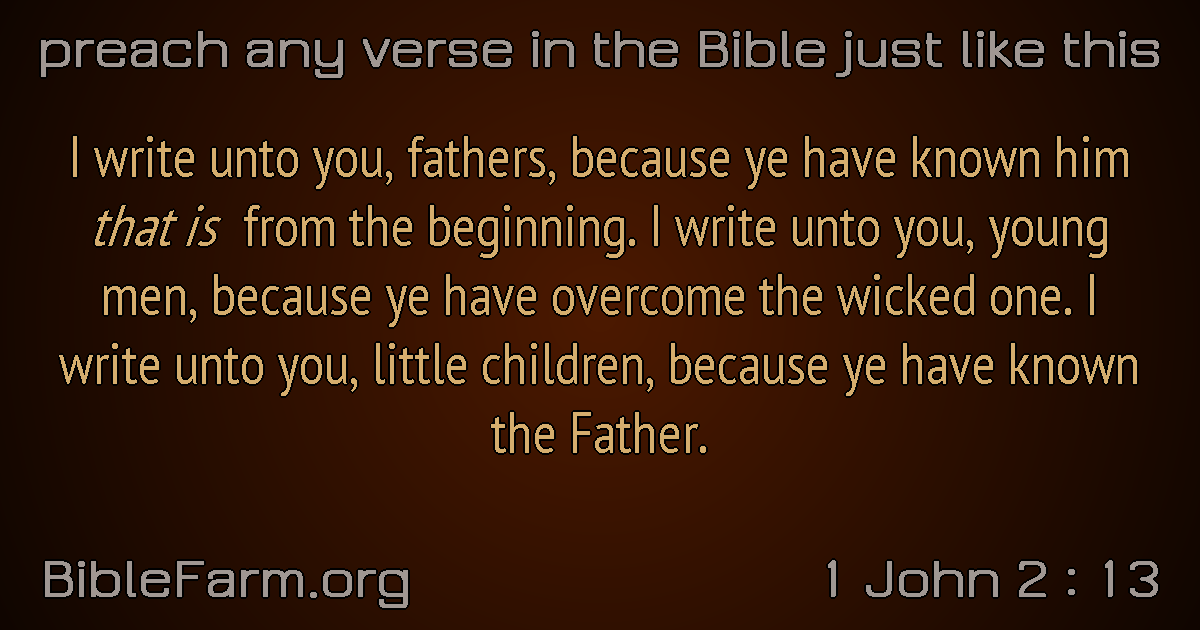 preach any verse in the Bible just like this
I write unto you, fathers, because ye have known him
that is from the beginning. I write unto you, young
men, because ye have overcome the wicked one. I
write unto you, little children, because ye have known
the Father.
BibleFarm.org
1 John 2 : 13